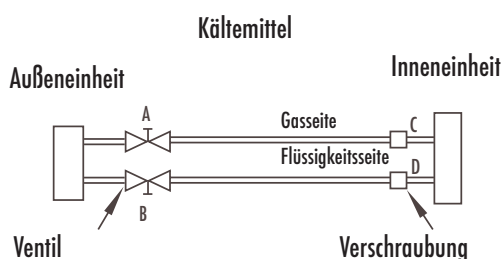 Kältemittel
Außeneinheit
Inneneinheit
A
Gasseite
C
Flüssigkeitsseite
D
B
Ventil
Verschraubung